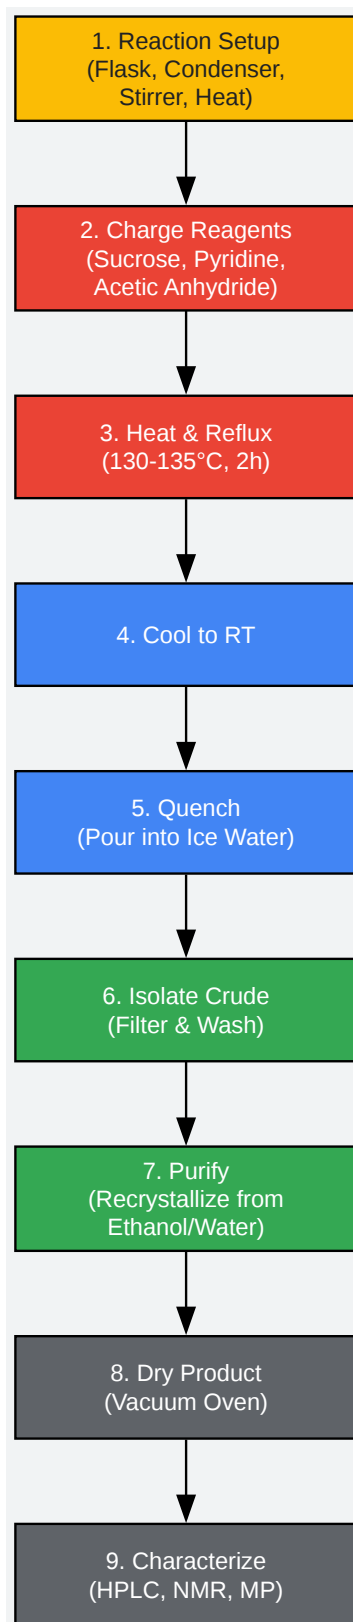 1. Reaction Setup
(Flask, Condenser,
Stirrer, Heat)
2. Charge Reagents
(Sucrose, Pyridine,
Acetic Anhydride)
3. Heat & Reflux
(130-135°C, 2h)
4. Cool to RT
5. Quench
(Pour into Ice Water)
6. Isolate Crude
(Filter & Wash)
7. Purify
(Recrystallize from
Ethanol/Water)
8. Dry Product
(Vacuum Oven)
9. Characterize
(HPLC, NMR, MP)